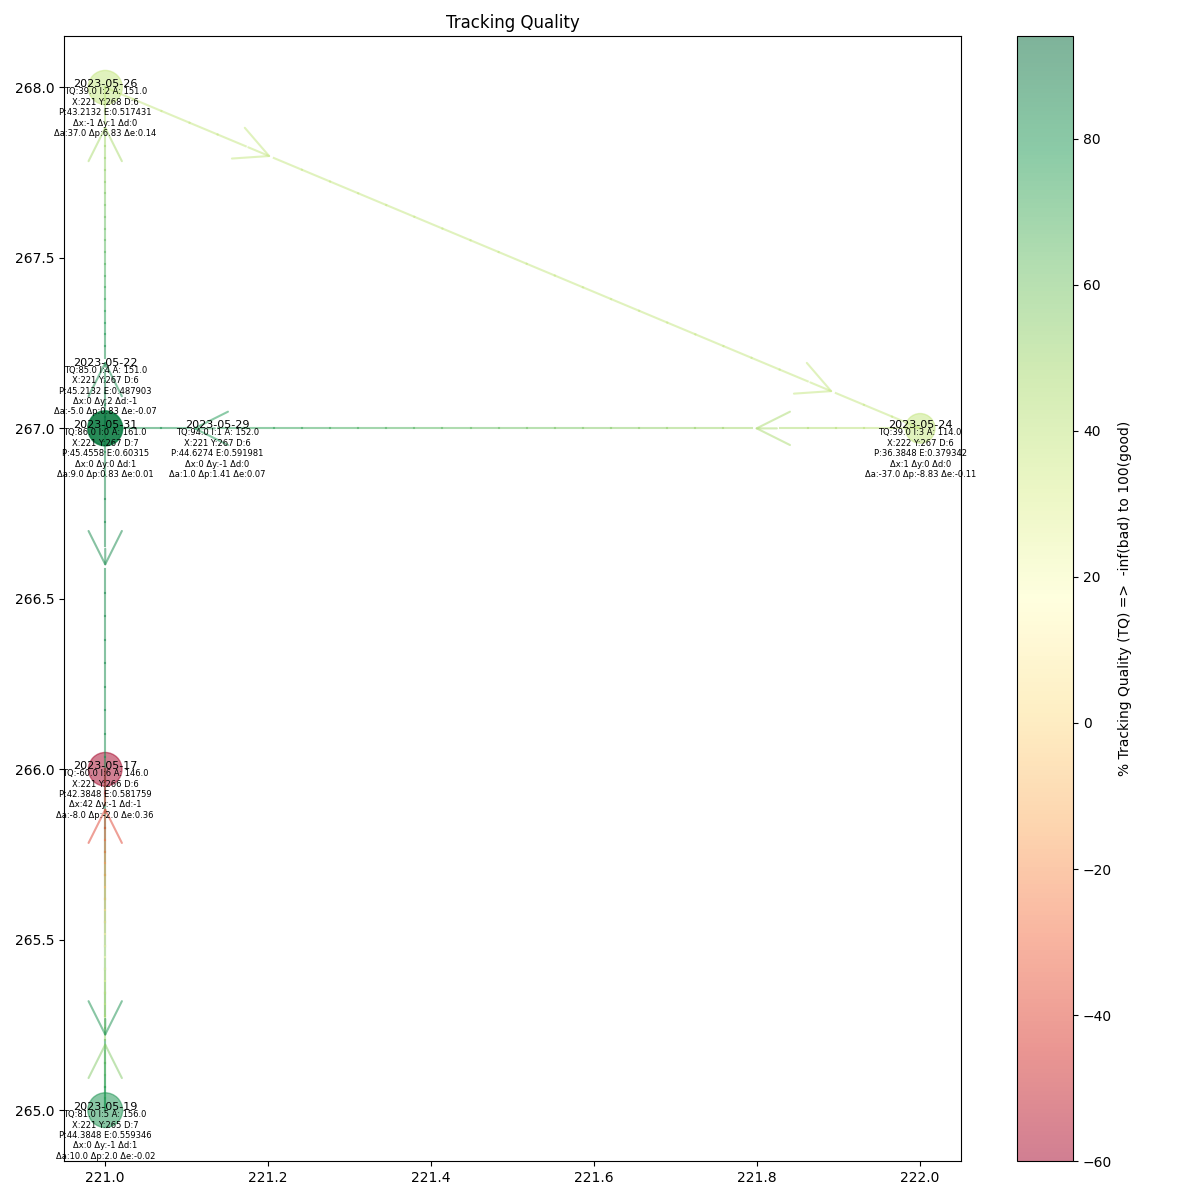 Tracking Quality
268.0
267.5
267.0
266.5
266.0
265.5
265.0
2023-05-26
TQ:39.0 I:2 A: 151.0
X:221 Y:268 D:6
P:43.2132 E:0.517431
Δx:-1 Δy:1 Δd:0
Δa:37.0 Δp:6.83 Δe:0.14
2023-05-22
TQ:85.0 I:4 A: 151.0
X:221 Y:267 D:6
P:45.2132 E:0.487903
Δx:0 Δy:2 Δd:-1
Δa:-5.0 Δp:0.83 Δe:-0.07
2023-05-31
TQ:86.0 I:0 A: 161.0
X:221 Y:267 D:7
P:45.4558 E:0.60315
Δx:0 Δy:0 Δd:1
Δa:9.0 Δp:0.83 Δe:0.01
2023-05-29
TQ:94.0 I:1 A: 152.0
X:221 Y:267 D:6
P:44.6274 E:0.591981
Δx:0 Δy:-1 Δd:0
Δa:1.0 Δp:1.41 Δe:0.07
2023-05-24
TQ:39.0 I:3 A: 114.0
X:222 Y:267 D:6
P:36.3848 E:0.379342
Δx:1 Δy:0 Δd:0
Δa:-37.0 Δp:-8.83 Δe:-0.11
2023-05-17
TQ:-60.0 I:6 A: 146.0
X:221 Y:266 D:6
P:42.3848 E:0.581759
Δx:42 Δy:-1 Δd:-1
Δa:-8.0 Δp:-2.0 Δe:0.36
2023-05-19
TQ:81.0 I:5 A: 156.0
X:221 Y:265 D:7
P:44.3848 E:0.559346
Δx:0 Δy:-1 Δd:1
Δa:10.0 Δp:2.0 Δe:-0.02
221.0
221.2
221.4
221.6
221.8
222.0
80
60
40
20
0
−20
−40
−60
% Tracking Quality (TQ) => -inf(bad) to 100(good)